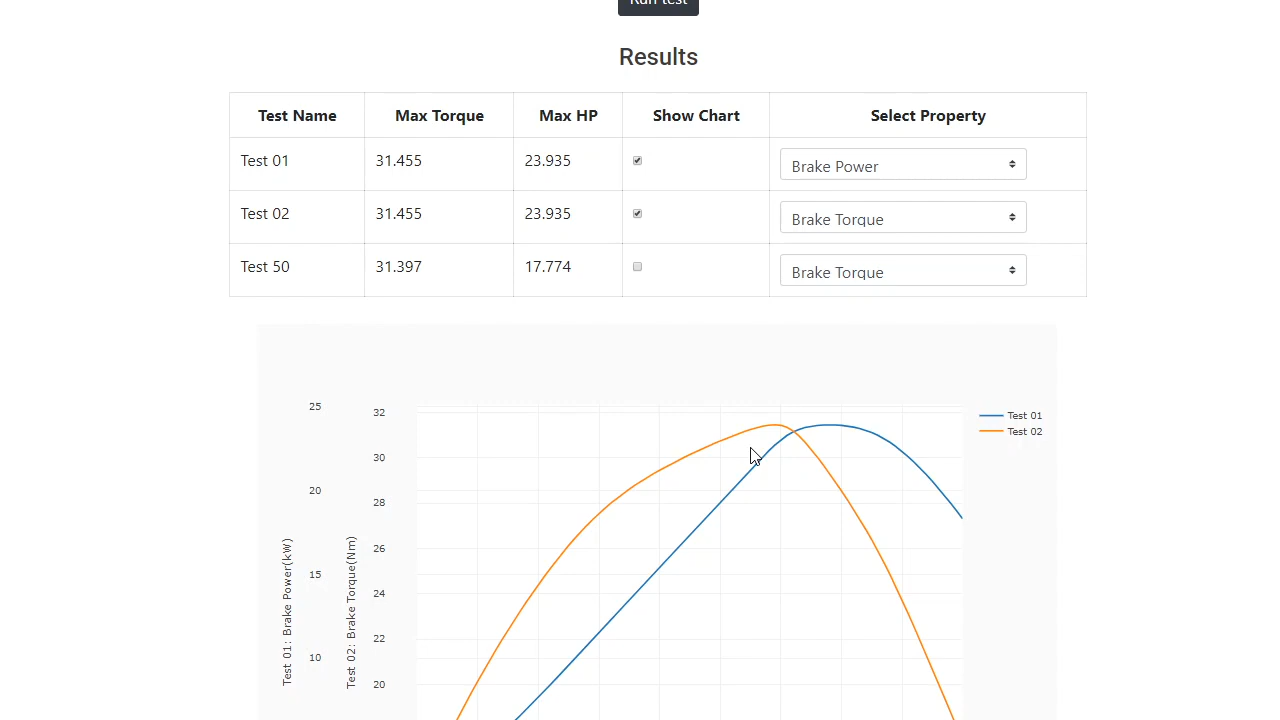 Run test
Results
Test Name Max Torque Max HP Show Chart Select Property
Test 01 31.455 23.935 Brake Power
Test 02 31.455 23.935 Brake Torque
Test 50 31.397 17.774 Brake Torque
25
20
15
10
Test 01: Brake Power(kW)
32
30
28
26
24
22
20
Test 02: Brake Torque(Nm)
Test 01
Test 02